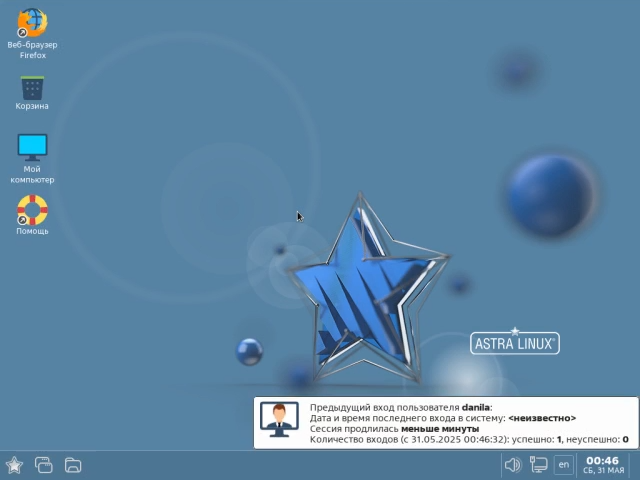 Веб-браузер
Firefox
Корзина
Мой
компьютер
Помощь
ASTRA LINUX®
Предыдущий вход пользователя danila:
Дата и время последнего входа в систему: <неизвестно>
Сессия продлилась меньше минуты
Количество входов (с 31.05.2025 00:46:32): успешно: 1, неуспешно: 0
en
00:46
СБ, 31 МАЯ